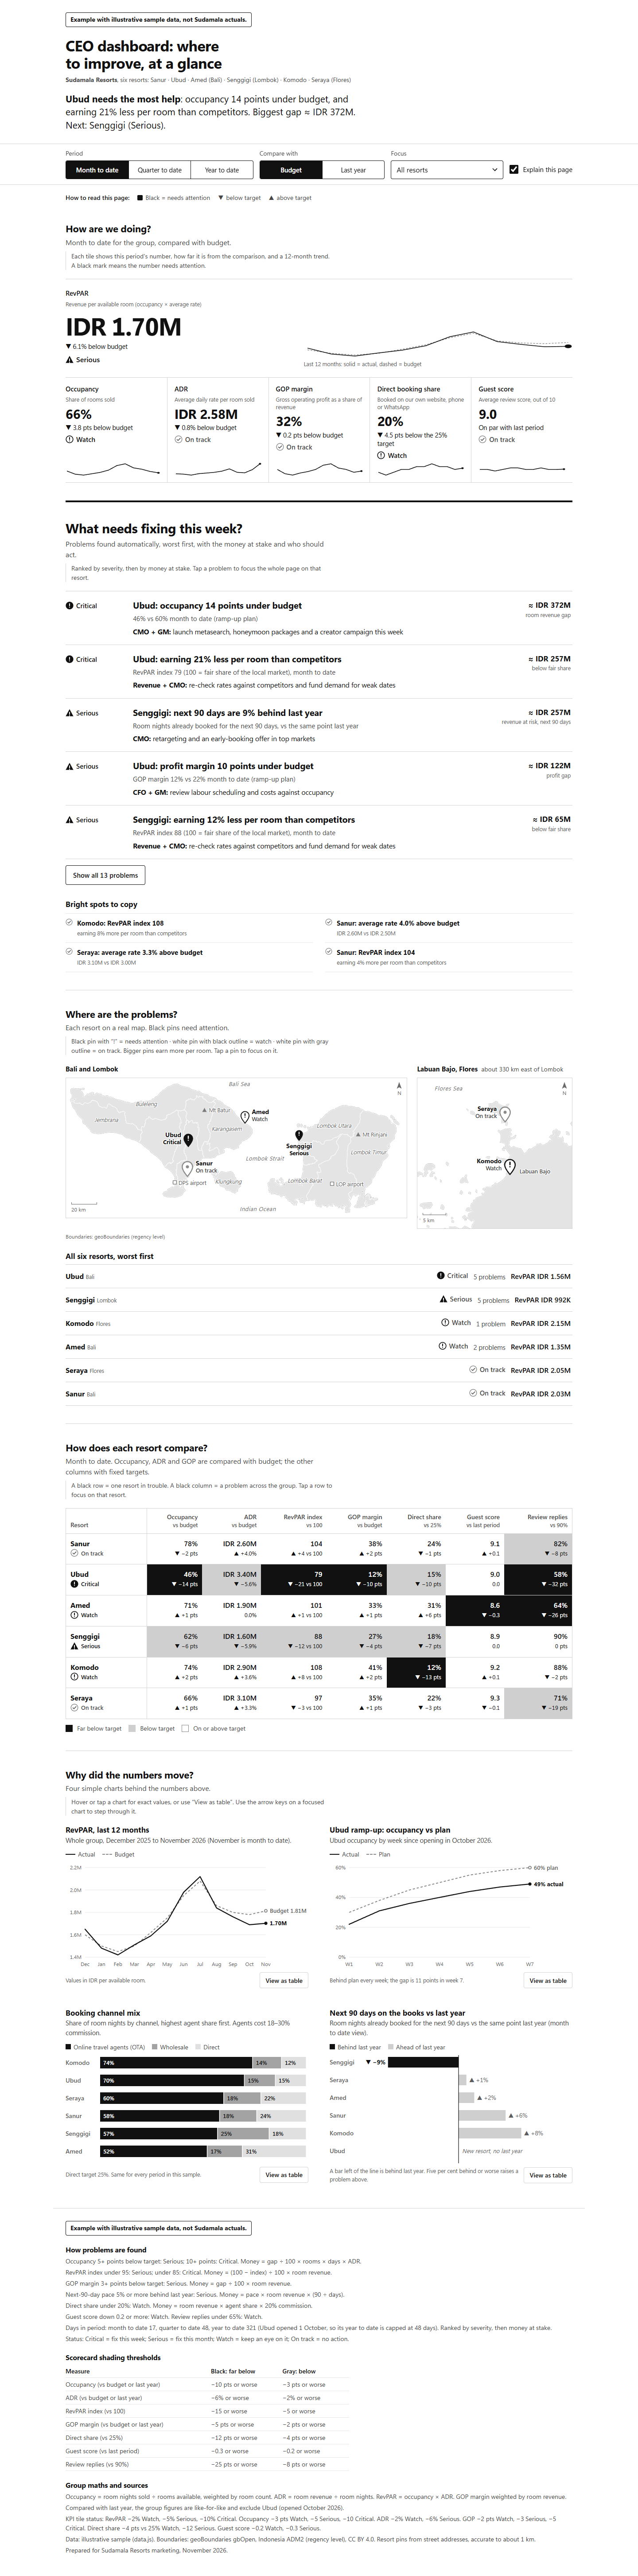 Example with illustrative sample data, not Sudamala actuals.
CEO dashboard: where
to improve, at a glance
Sudamala Resorts, six resorts: Sanur · Ubud · Amed (Bali) · Senggigi (Lombok) · Komodo · Seraya (Flores)
Ubud needs the most help: occupancy 14 points under budget, and
earning 21% less per room than competitors. Biggest gap ≈ IDR 372M.
Next: Senggigi (Serious).
Period
Compare with
Focus
Month to date
Quarter to date
Year to date
Budget
Last year
All resorts
Explain this page
How to read this page:
Black = needs attention
▼ below target
▲ above target
How are we doing?
Month to date for the group, compared with budget.
Each tile shows this period's number, how far it is from the comparison, and a 12-month trend.
A black mark means the number needs attention.
RevPAR
Revenue per available room (occupancy × average rate)
IDR 1.70M
▼ 6.1% below budget
Serious
Last 12 months: solid = actual, dashed = budget
Occupancy
Share of rooms sold
66%
▼ 3.8 pts below budget
Watch
ADR
Average daily rate per room sold
IDR 2.58M
▼ 0.8% below budget
On track
GOP margin
Gross operating profit as a share of
revenue
32%
▼ 0.2 pts below budget
On track
Direct booking share
Booked on our own website, phone
or WhatsApp
20%
▼ 4.5 pts below the 25%
target
Watch
Guest score
Average review score, out of 10
9.0
On par with last period
On track
What needs fixing this week?
Problems found automatically, worst first, with the money at stake and who should
act.
Ranked by severity, then by money at stake. Tap a problem to focus the whole page on that
resort.
Critical
Ubud: occupancy 14 points under budget
≈ IDR 372M
46% vs 60% month to date (ramp-up plan)
room revenue gap
CMO + GM: launch metasearch, honeymoon packages and a creator campaign this week
Critical
Ubud: earning 21% less per room than competitors
≈ IDR 257M
RevPAR index 79 (100 = fair share of the local market), month to date
below fair share
Revenue + CMO: re-check rates against competitors and fund demand for weak dates
Serious
Senggigi: next 90 days are 9% behind last year
≈ IDR 257M
Room nights already booked for the next 90 days, vs the same point last year
revenue at risk, next 90 days
CMO: retargeting and an early-booking offer in top markets
Serious
Ubud: profit margin 10 points under budget
≈ IDR 122M
GOP margin 12% vs 22% month to date (ramp-up plan)
profit gap
CFO + GM: review labour scheduling and costs against occupancy
Serious
Senggigi: earning 12% less per room than competitors
≈ IDR 65M
RevPAR index 88 (100 = fair share of the local market), month to date
below fair share
Revenue + CMO: re-check rates against competitors and fund demand for weak dates
Show all 13 problems
Bright spots to copy
Komodo: RevPAR index 108
earning 8% more per room than competitors
Sanur: average rate 4.0% above budget
IDR 2.60M vs IDR 2.50M
Seraya: average rate 3.3% above budget
IDR 3.10M vs IDR 3.00M
Sanur: RevPAR index 104
earning 4% more per room than competitors
Where are the problems?
Each resort on a real map. Black pins need attention.
Black pin with "!" = needs attention · white pin with black outline = watch · white pin with gray
outline = on track. Bigger pins earn more per room. Tap a pin to focus on it.
Bali and Lombok
Labuan Bajo, Flores about 330 km east of Lombok
Bali Sea
N
Buleleng
Jembrana
Mt Batur
Amed
Watch
Karangasem
Ubud
Critical
Senggigi
Serious
Lombok Utara
Mt Rinjani
Sanur
On track
Lombok Strait
Lombok Timur
DPS airport
Klungkung
Lombok Barat
LOP airport
20 km
Indian Ocean
Flores Sea
N
Seraya
On track
Komodo
Watch
Labuan Bajo
5 km
Boundaries: geoBoundaries (regency level)
All six resorts, worst first
Ubud Bali
Critical 5 problems RevPAR IDR 1.56M
Senggigi Lombok
Serious 5 problems RevPAR IDR 992K
Komodo Flores
Watch 1 problem RevPAR IDR 2.15M
Amed Bali
Watch 2 problems RevPAR IDR 1.35M
Seraya Flores
On track RevPAR IDR 2.05M
Sanur Bali
On track RevPAR IDR 2.03M
How does each resort compare?
Month to date. Occupancy, ADR and GOP are compared with budget; the other
columns with fixed targets.
A black row = one resort in trouble. A black column = a problem across the group. Tap a row to
focus on that resort.
Resort
Occupancy vs budget
ADR vs budget
RevPAR index vs 100
GOP margin vs budget
Direct share vs 25%
Guest score vs last period
Review replies vs 90%
Sanur 78% IDR 2.60M 104 38% 24% 9.1 82%
On track ▼ −2 pts ▲ +4.0% ▲ +4 vs 100 ▲ +2 pts ▼ −1 pts ▲ +0.1 ▼ −8 pts
Ubud 46% IDR 3.40M 79 12% 15% 9.0 58%
Critical ▼ −14 pts ▼ −5.6% ▼ −21 vs 100 ▼ −10 pts ▼ −10 pts 0.0 ▼ −32 pts
Amed 71% IDR 1.90M 101 33% 31% 8.6 64%
Watch ▲ +1 pts 0.0% ▲ +1 vs 100 ▲ +1 pts ▲ +6 pts ▼ −0.3 ▼ −26 pts
Senggigi 62% IDR 1.60M 88 27% 18% 8.9 90%
Serious ▼ −6 pts ▼ −5.9% ▼ −12 vs 100 ▼ −4 pts ▼ −7 pts 0.0 0 pts
Komodo 74% IDR 2.90M 108 41% 12% 9.2 88%
Watch ▲ +2 pts ▲ +3.6% ▲ +8 vs 100 ▲ +2 pts ▼ −13 pts ▲ +0.1 ▼ −2 pts
Seraya 66% IDR 3.10M 97 35% 22% 9.3 71%
On track ▲ +1 pts ▲ +3.3% ▼ −3 vs 100 ▲ +1 pts ▼ −3 pts ▼ −0.1 ▼ −19 pts
Far below target
Below target
On or above target
Why did the numbers move?
Four simple charts behind the numbers above.
Hover or tap a chart for exact values, or use "View as table". Use the arrow keys on a focused
chart to step through it.
RevPAR, last 12 months
Whole group, December 2025 to November 2026 (November is month to date).
Actual
Budget
2.2M
2.0M
1.8M
1.6M
1.4M
Budget 1.81M
1.70M
Dec Jan Feb Mar Apr May Jun Jul Aug Sep Oct Nov
Values in IDR per available room.
View as table
Ubud ramp-up: occupancy vs plan
Ubud occupancy by week since opening in October 2026.
Actual
Plan
60%
40%
20%
0%
60% plan
49% actual
W1 W2 W3 W4 W5 W6 W7
Behind plan every week; the gap is 11 points in week 7.
View as table
Booking channel mix
Share of room nights by channel, highest agent share first. Agents cost 18–30%
commission.
Online travel agents (OTA)
Wholesale
Direct
Komodo 74% 14% 12%
Ubud 70% 15% 15%
Seraya 60% 18% 22%
Sanur 58% 18% 24%
Senggigi 57% 25% 18%
Amed 52% 17% 31%
Direct target 25%. Same for every period in this sample.
View as table
Next 90 days on the books vs last year
Room nights already booked for the next 90 days vs the same point last year (month
to date view).
Behind last year
Ahead of last year
Senggigi ▼ −9%
Seraya ▲ +1%
Amed ▲ +2%
Sanur ▲ +6%
Komodo ▲ +8%
Ubud New resort, no last year
A bar left of the line is behind last year. Five per cent behind or worse raises a
problem above.
View as table
Example with illustrative sample data, not Sudamala actuals.
How problems are found
Occupancy 5+ points below target: Serious; 10+ points: Critical. Money = gap ÷ 100 × rooms × days × ADR.
RevPAR index under 95: Serious; under 85: Critical. Money = (100 − index) ÷ 100 × room revenue.
GOP margin 3+ points below target: Serious. Money = gap ÷ 100 × room revenue.
Next-90-day pace 5% or more behind last year: Serious. Money = pace × room revenue × (90 ÷ days).
Direct share under 20%: Watch. Money = room revenue × agent share × 20% commission.
Guest score down 0.2 or more: Watch. Review replies under 65%: Watch.
Days in period: month to date 17, quarter to date 48, year to date 321 (Ubud opened 1 October, so its year to date is capped at 48 days). Ranked by severity, then money at stake.
Status: Critical = fix this week; Serious = fix this month; Watch = keep an eye on it; On track = no action.
Scorecard shading thresholds
Measure Black: far below Gray: below
Occupancy (vs budget or last year) −10 pts or worse −3 pts or worse
ADR (vs budget or last year) −6% or worse −2% or worse
RevPAR index (vs 100) −15 or worse −5 or worse
GOP margin (vs budget or last year) −5 pts or worse −2 pts or worse
Direct share (vs 25%) −12 pts or worse −4 pts or worse
Guest score (vs last period) −0.3 or worse −0.2 or worse
Review replies (vs 90%) −25 pts or worse −8 pts or worse
Group maths and sources
Occupancy = room nights sold ÷ rooms available, weighted by room count. ADR = room revenue ÷ room nights. RevPAR = occupancy × ADR. GOP margin weighted by room revenue.
Compared with last year, the group figures are like-for-like and exclude Ubud (opened October 2026).
KPI tile status: RevPAR −2% Watch, −5% Serious, −10% Critical. Occupancy −3 pts Watch, −5 Serious, −10 Critical. ADR −2% Watch, −6% Serious. GOP −2 pts Watch, −3 Serious, −5
Critical. Direct share −4 pts vs 25% Watch, −12 Serious. Guest score −0.2 Watch, −0.3 Serious.
Data: illustrative sample (data.js). Boundaries: geoBoundaries gbOpen, Indonesia ADM2 (regency level), CC BY 4.0. Resort pins from street addresses, accurate to about 1 km.
Prepared for Sudamala Resorts marketing, November 2026.